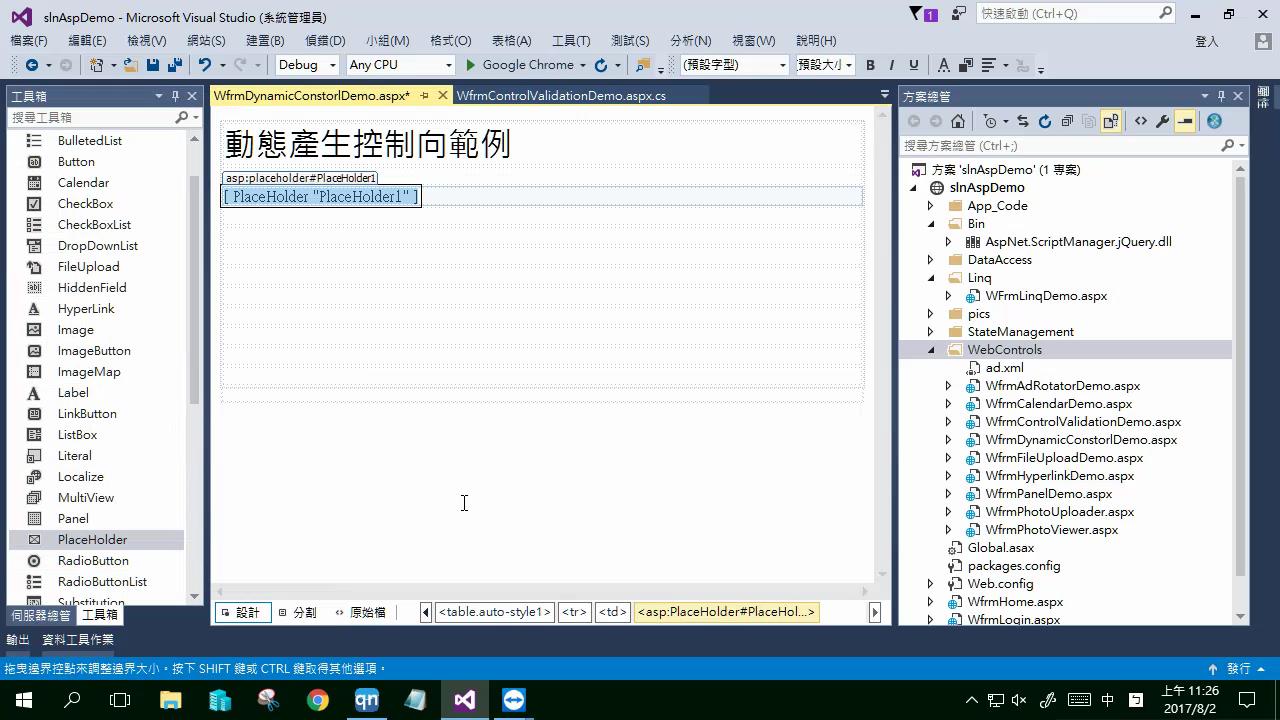 slnAspDemo - Microsoft Visual Studio (系統管理員)
1
快速啟動 (Ctrl+Q)
檔案(F) 編輯(E) 檢視(V) 網站(S) 建置(B) 偵錯(D) 小組(M) 格式(O) 表格(A) 工具(T) 測試(S) 分析(N) 視窗(W) 說明(H)
登入
Debug Any CPU Google Chrome (預設字型) (預設大小 B I U A
工具箱
搜尋工具箱
BulletedList
Button
Calendar
CheckBox
CheckBoxList
DropDownList
FileUpload
HiddenField
HyperLink
Image
ImageButton
ImageMap
Label
LinkButton
ListBox
Literal
Localize
MultiView
Panel
PlaceHolder
RadioButton
RadioButtonList
Substitution
伺服器總管 工具箱
WfrmDynamicConstorlDemo.aspx* WfrmControlValidationDemo.aspx.cs
動態產生控制向範例
asp:placeholder#PlaceHolder1
[ PlaceHolder "PlaceHolder1" ]
設計 分割 原始檔
<table.auto-style1> <tr> <td> <asp:PlaceHolder#PlaceHol...>
方案總管
搜尋方案總管 (Ctrl+;)
方案 'slnAspDemo' (1 專案)
slnAspDemo
App_Code
Bin
AspNet.ScriptManager.jQuery.dll
DataAccess
Linq
WFrmLinqDemo.aspx
pics
StateManagement
WebControls
ad.xml
WfrmAdRotatorDemo.aspx
WfrmCalendarDemo.aspx
WfrmControlValidationDemo.aspx
WfrmDynamicConstorlDemo.aspx
WfrmFileUploadDemo.aspx
WfrmHyperlinkDemo.aspx
WfrmPanelDemo.aspx
WfrmPhotoUploader.aspx
WfrmPhotoViewer.aspx
Global.asax
packages.config
Web.config
WfrmHome.aspx
WfrmLogin.aspx
輸出 資料工具作業
拖曳邊界控點來調整邊界大小。按下 SHIFT 鍵或 CTRL 鍵取得其他選項。
發行
qn
中
上午 11:26
2017/8/2